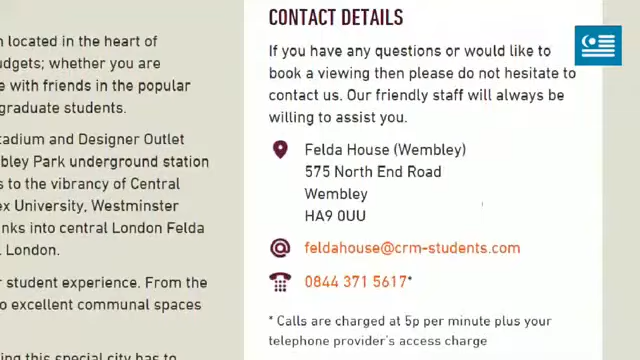 CONTACT DETAILS
If you have any questions or would like to
book a viewing then please do not hesitate to
contact us. Our friendly staff will always be
willing to assist you.
Felda House (Wembley)
575 North End Road
Wembley
HA9 0UU
feldahouse@crm-students.com
0844 371 5617*
* Calls are charged at 5p per minute plus your
telephone provider's access charge
located in the heart of
whether you are
with friends in the popular
graduate students.
and Designer Outlet
Park underground station
to the vibrancy of Central
University, Westminster
into central London Felda
London.
student experience. From the
excellent communal spaces
this special city has to